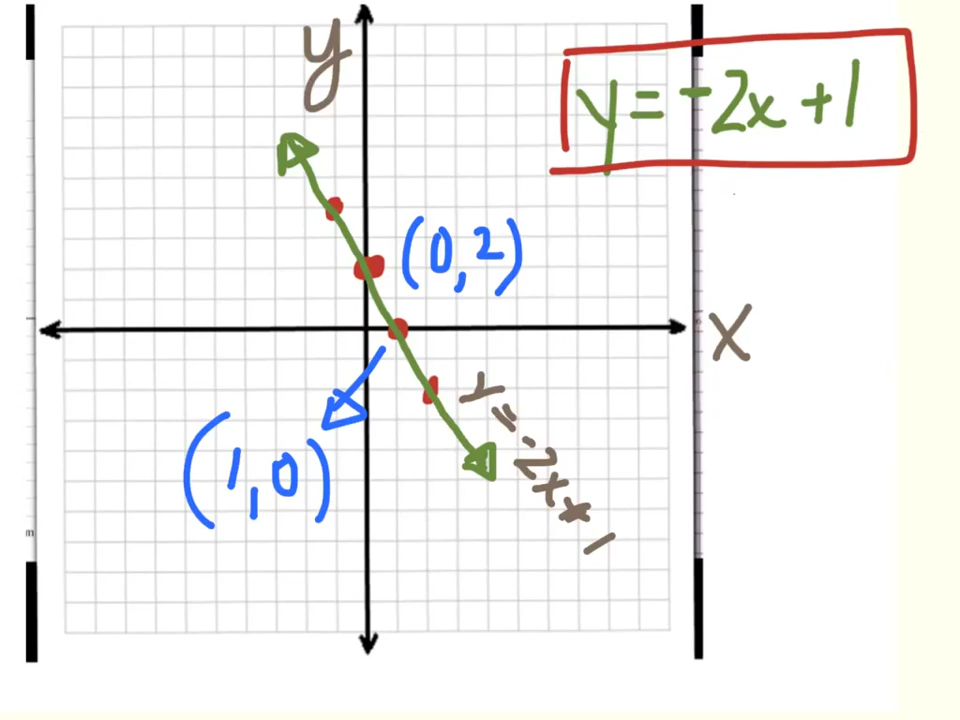 y
y = -2x + 1
(0, 2)
x
(1, 0)
y = -2x + 1